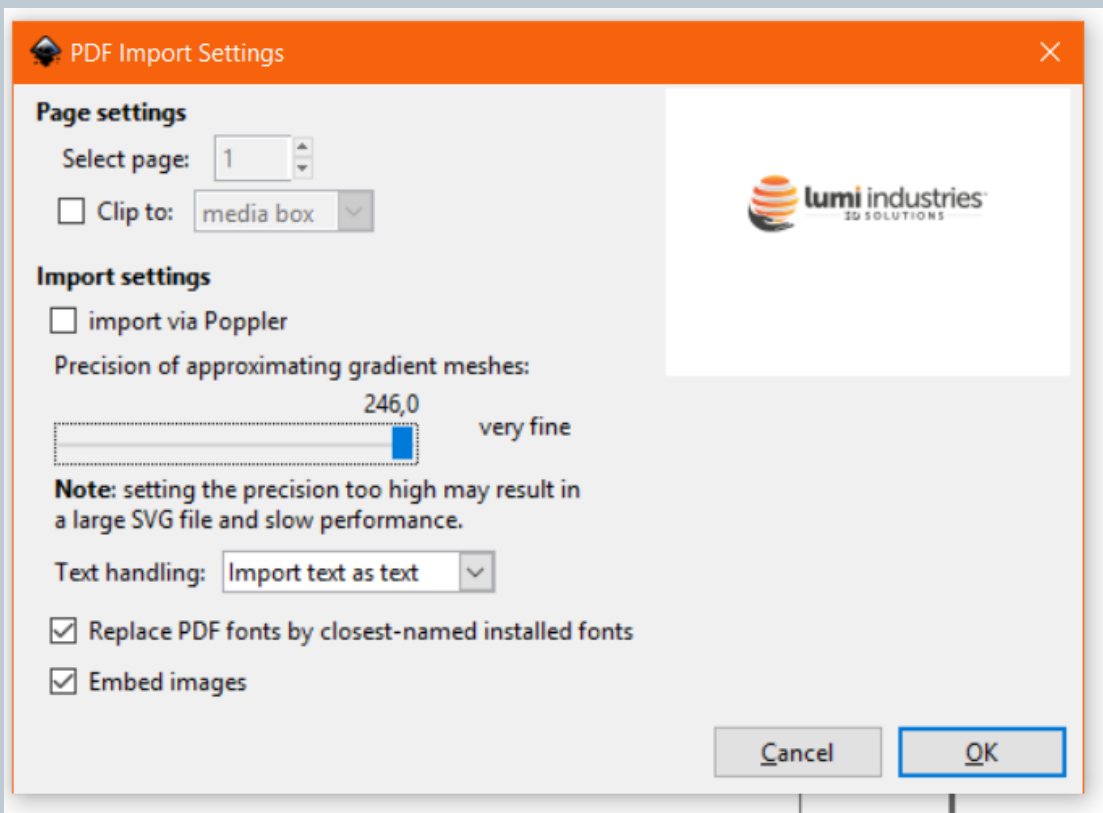 PDF Import Settings
Page settings
Select page: 1
Clip to: media box
Import settings
import via Poppler
Precision of approximating gradient meshes:
246,0
very fine
Note: setting the precision too high may result in
a large SVG file and slow performance.
Text handling: Import text as text
Replace PDF fonts by closest-named installed fonts
Embed images
lumi industries
3D SOLUTIONS
Cancel
OK